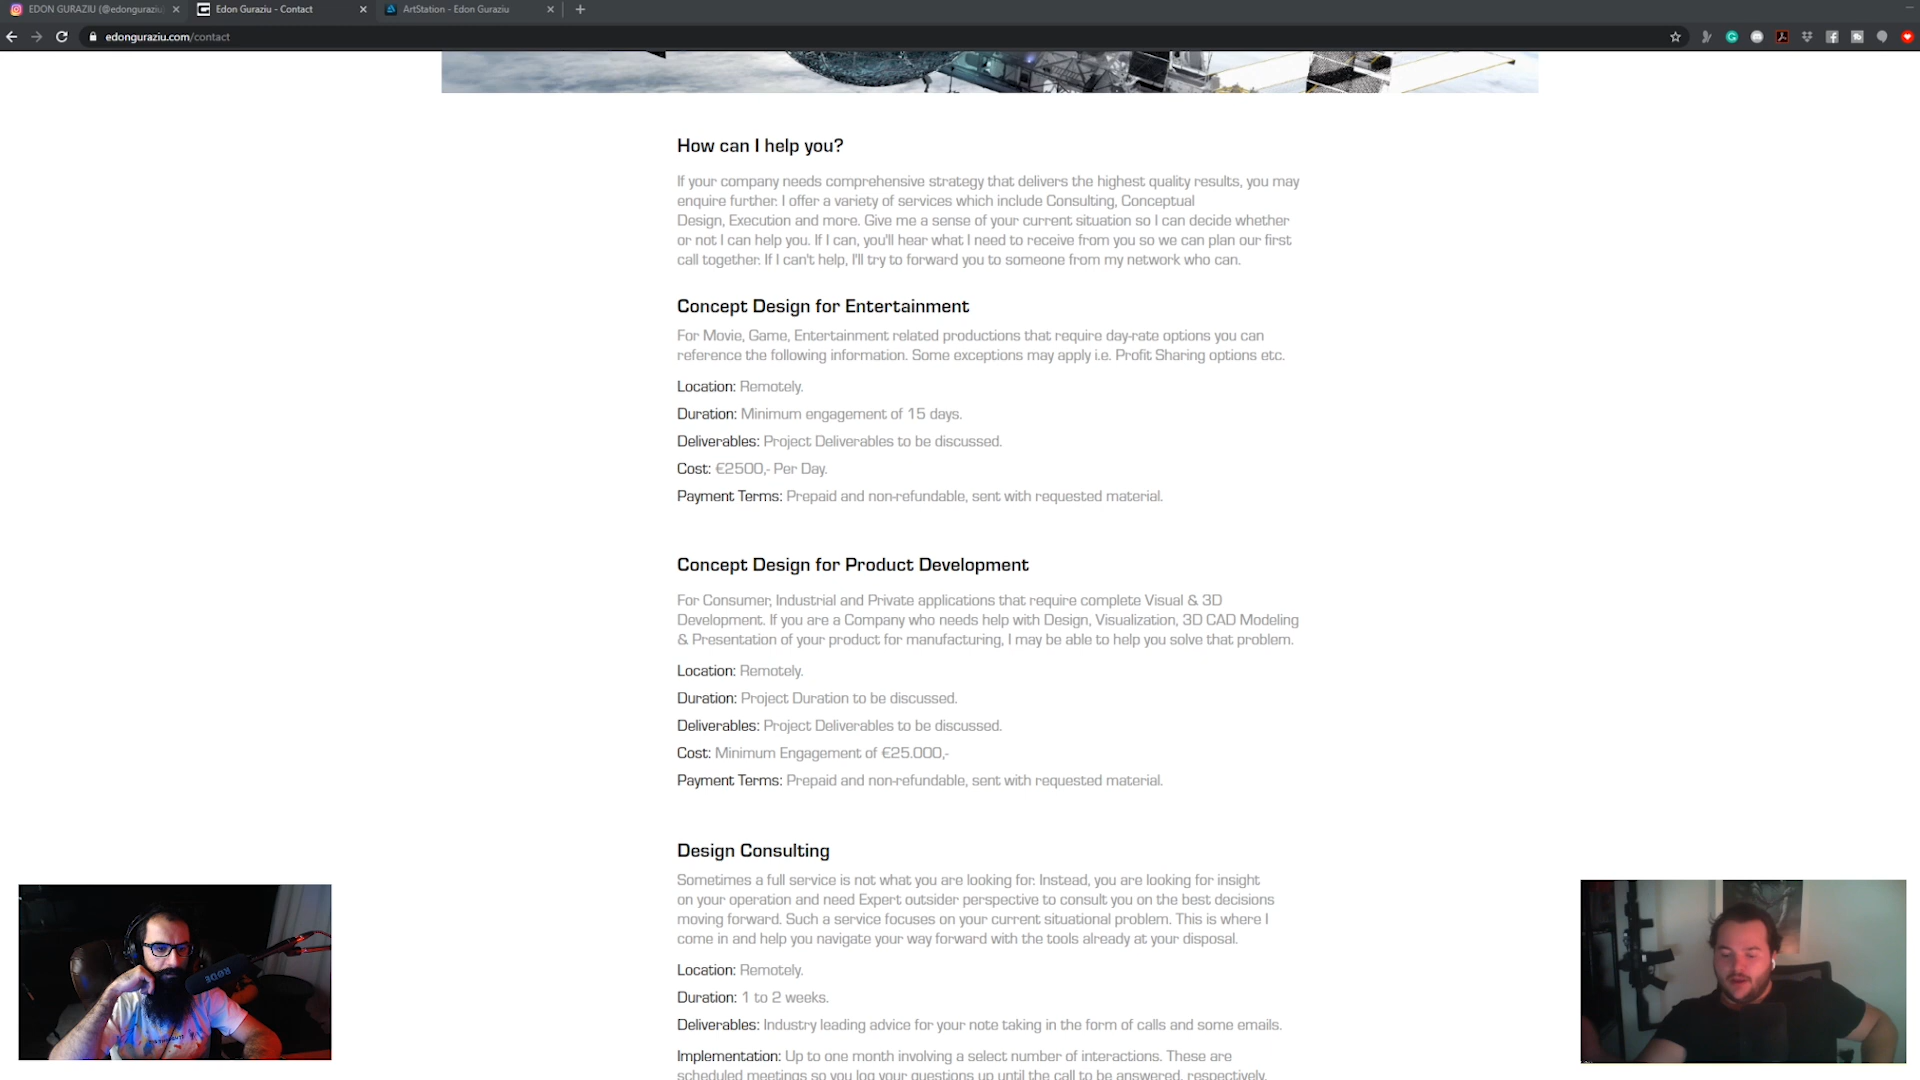 EDON GURAZIU (@edonguraziu)
Edon Guraziu - Contact
ArtStation - Edon Guraziu
edonguraziu.com/contact
How can I help you?
If your company needs comprehensive strategy that delivers the highest quality results, you may
enquire further. I offer a variety of services which include Consulting, Conceptual
Design, Execution and more. Give me a sense of your current situation so I can decide whether
or not I can help you. If I can, you'll hear what I need to receive from you so we can plan our first
call together. If I can't help, I'll try to forward you to someone from my network who can.
Concept Design for Entertainment
For Movie, Game, Entertainment related productions that require day-rate options you can
reference the following information. Some exceptions may apply i.e. Profit Sharing options etc.
Location: Remotely.
Duration: Minimum engagement of 15 days.
Deliverables: Project Deliverables to be discussed.
Cost: €2500,- Per Day.
Payment Terms: Prepaid and non-refundable, sent with requested material.
Concept Design for Product Development
For Consumer, Industrial and Private applications that require complete Visual & 3D
Development. If you are a Company who needs help with Design, Visualization, 3D CAD Modeling
& Presentation of your product for manufacturing, I may be able to help you solve that problem.
Location: Remotely.
Duration: Project Duration to be discussed.
Deliverables: Project Deliverables to be discussed.
Cost: Minimum Engagement of €25.000,-
Payment Terms: Prepaid and non-refundable, sent with requested material.
Design Consulting
Sometimes a full service is not what you are looking for. Instead, you are looking for insight
on your operation and need Expert outsider perspective to consult you on the best decisions
moving forward. Such a service focuses on your current situational problem. This is where I
come in and help you navigate your way forward with the tools already at your disposal.
Location: Remotely.
Duration: 1 to 2 weeks.
Deliverables: Industry leading advice for your note taking in the form of calls and some emails.
Implementation: Up to one month involving a select number of interactions. These are
scheduled meetings so you log your questions up until the call to be answered, respectively.
RØDE